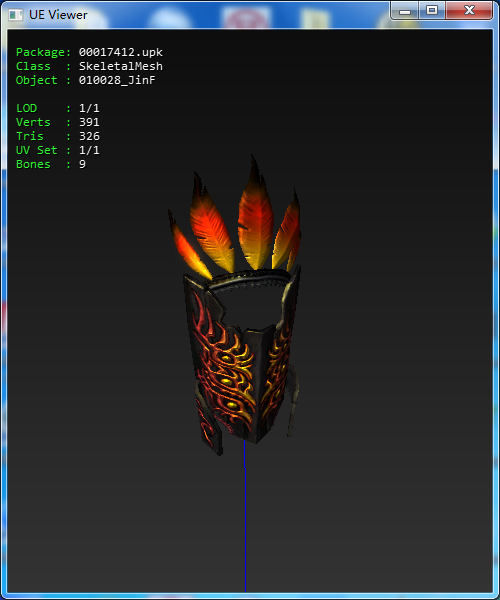 UE Viewer
Package: 00017412.upk
Class  : SkeletalMesh
Object : 010028_JinF
LOD    : 1/1
Verts  : 391
Tris   : 326
UV Set : 1/1
Bones  : 9